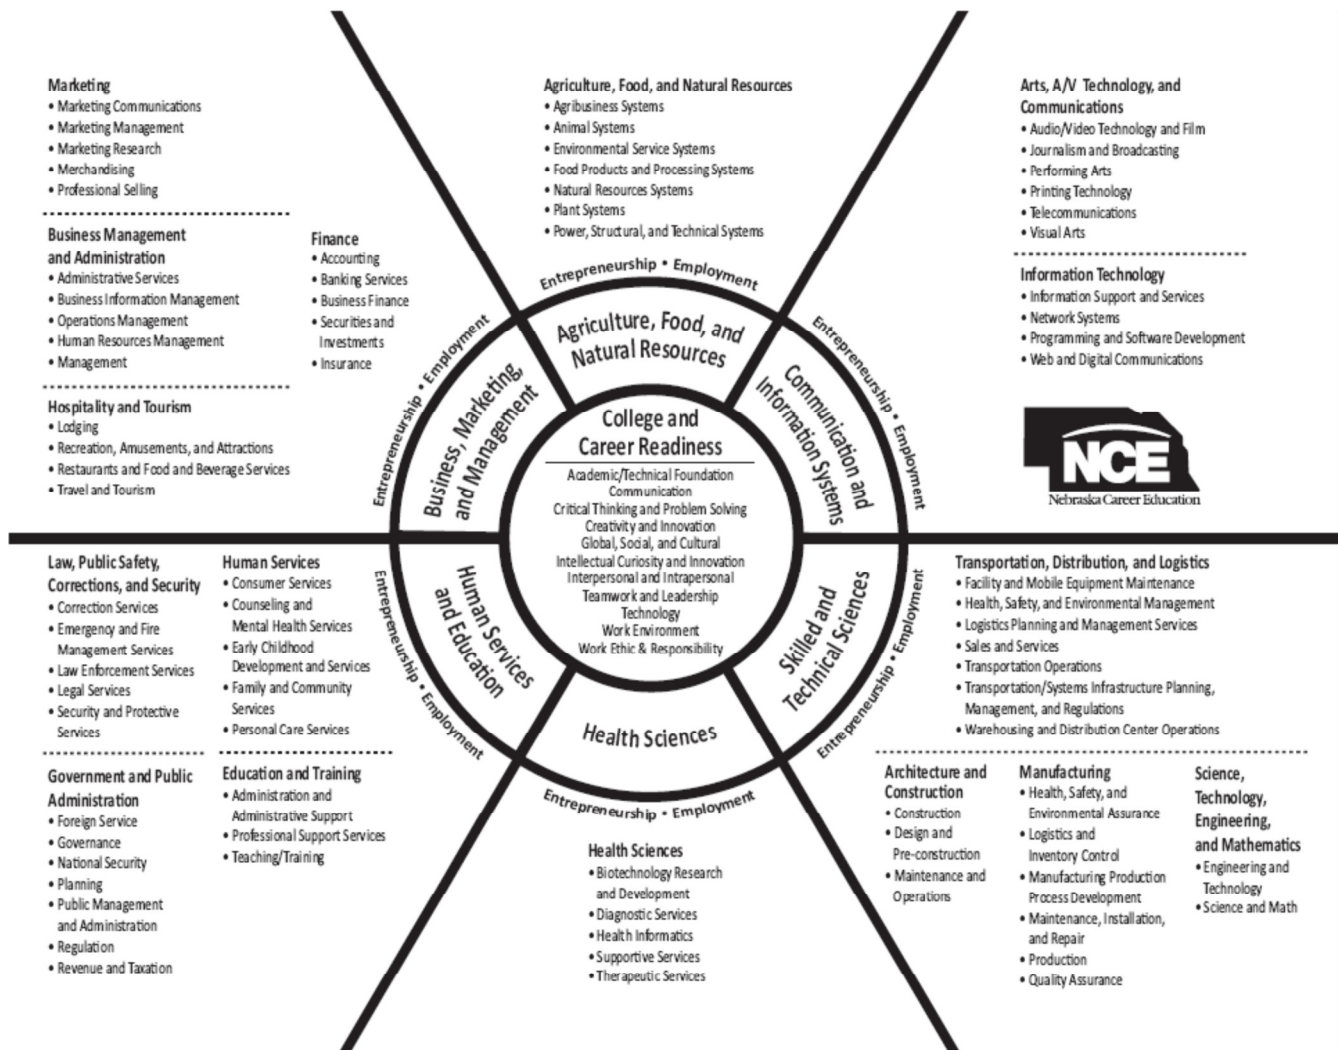 Marketing
• Marketing Communications
• Marketing Management
• Marketing Research
• Merchandising
• Professional Selling
Business Management
and Administration
• Administrative Services
• Business Information Management
• Operations Management
• Human Resources Management
• Management
Finance
• Accounting
• Banking Services
• Business Finance
• Securities and
Investments
• Insurance
Hospitality and Tourism
• Lodging
• Recreation, Amusements, and Attractions
• Restaurants and Food and Beverage Services
• Travel and Tourism
Agriculture, Food, and Natural Resources
• Agribusiness Systems
• Animal Systems
• Environmental Service Systems
• Food Products and Processing Systems
• Natural Resources Systems
• Plant Systems
• Power, Structural, and Technical Systems
Arts, A/V Technology, and
Communications
• Audio/Video Technology and Film
• Journalism and Broadcasting
• Performing Arts
• Printing Technology
• Telecommunications
• Visual Arts
Information Technology
• Information Support and Services
• Network Systems
• Programming and Software Development
• Web and Digital Communications
NCE
Nebraska Career Education
Entrepreneurship • Employment
Agriculture, Food, and
Natural Resources
Entrepreneurship • Employment
Business, Marketing,
and Management
Entrepreneurship • Employment
Communication and
Information Systems
College and
Career Readiness
Academic/Technical Foundation
Communication
Critical Thinking and Problem Solving
Creativity and Innovation
Global, Social, and Cultural
Intellectual Curiosity and Innovation
Interpersonal and Intrapersonal
Teamwork and Leadership
Technology
Work Environment
Work Ethic & Responsibility
Entrepreneurship • Employment
Human Services
and Education
Entrepreneurship • Employment
Skilled and
Technical Sciences
Health Sciences
Entrepreneurship • Employment
Law, Public Safety,
Corrections, and Security
• Correction Services
• Emergency and Fire
Management Services
• Law Enforcement Services
• Legal Services
• Security and Protective
Services
Human Services
• Consumer Services
• Counseling and
Mental Health Services
• Early Childhood
Development and Services
• Family and Community
Services
• Personal Care Services
Government and Public
Administration
• Foreign Service
• Governance
• National Security
• Planning
• Public Management
and Administration
• Regulation
• Revenue and Taxation
Education and Training
• Administration and
Administrative Support
• Professional Support Services
• Teaching/Training
Health Sciences
• Biotechnology Research
and Development
• Diagnostic Services
• Health Informatics
• Supportive Services
• Therapeutic Services
Transportation, Distribution, and Logistics
• Facility and Mobile Equipment Maintenance
• Health, Safety, and Environmental Management
• Logistics Planning and Management Services
• Sales and Services
• Transportation Operations
• Transportation/Systems Infrastructure Planning,
Management, and Regulations
• Warehousing and Distribution Center Operations
Architecture and
Construction
• Construction
• Design and
Pre-construction
• Maintenance and
Operations
Manufacturing
• Health, Safety, and
Environmental Assurance
• Logistics and
Inventory Control
• Manufacturing Production
Process Development
• Maintenance, Installation,
and Repair
• Production
• Quality Assurance
Science,
Technology,
Engineering,
and Mathematics
• Engineering and
Technology
• Science and Math